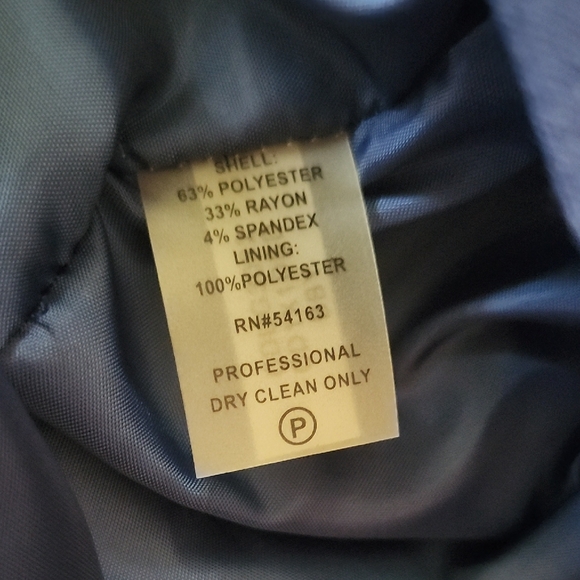 SHELL:
63% POLYESTER
33% RAYON
4% SPANDEX
LINING:
100%POLYESTER
RN#54163
PROFESSIONAL
DRY CLEAN ONLY
P